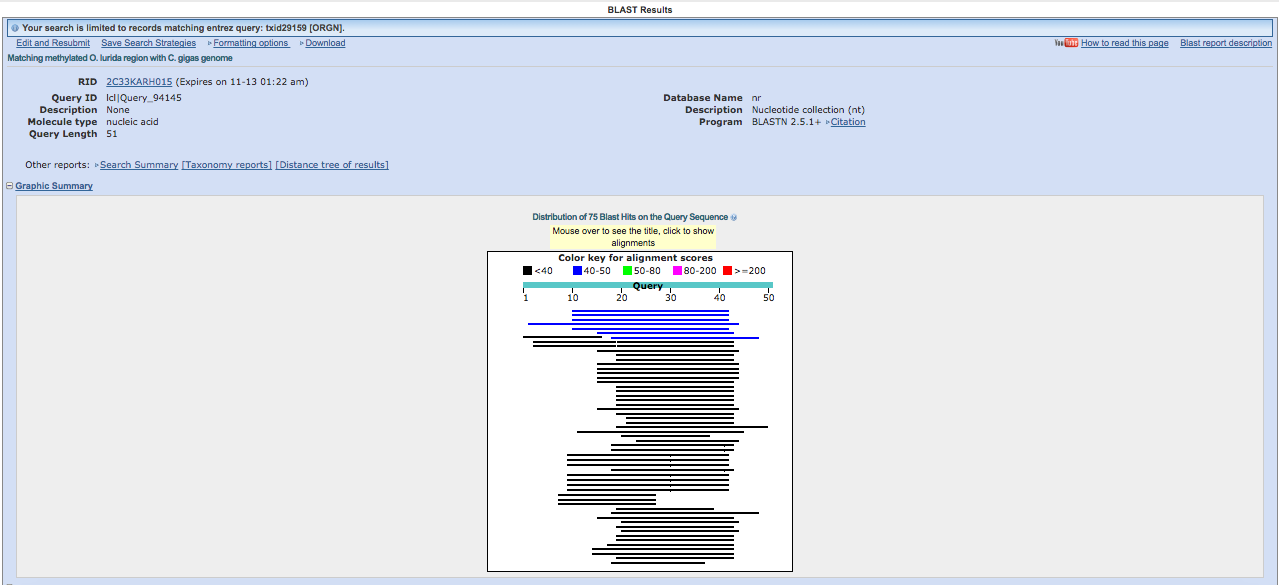 BLAST Results
Your search is limited to records matching entrez query: txid29159 [ORGN].
Edit and Resubmit Save Search Strategies ▹Formatting options ▹Download
YouTube How to read this page Blast report description
Matching methylated O. lurida region with C. gigas genome
RID 2C33KARH015 (Expires on 11-13 01:22 am)
Query ID lcl|Query_94145
Description None
Molecule type nucleic acid
Query Length 51
Database Name nr
Description Nucleotide collection (nt)
Program BLASTN 2.5.1+ ▹Citation
Other reports: ▹Search Summary [Taxonomy reports] [Distance tree of results]
Graphic Summary
Distribution of 75 Blast Hits on the Query Sequence
Mouse over to see the title, click to show
alignments
Color key for alignment scores
<40 40-50 50-80 80-200 >=200
Query
1 10 20 30 40 50